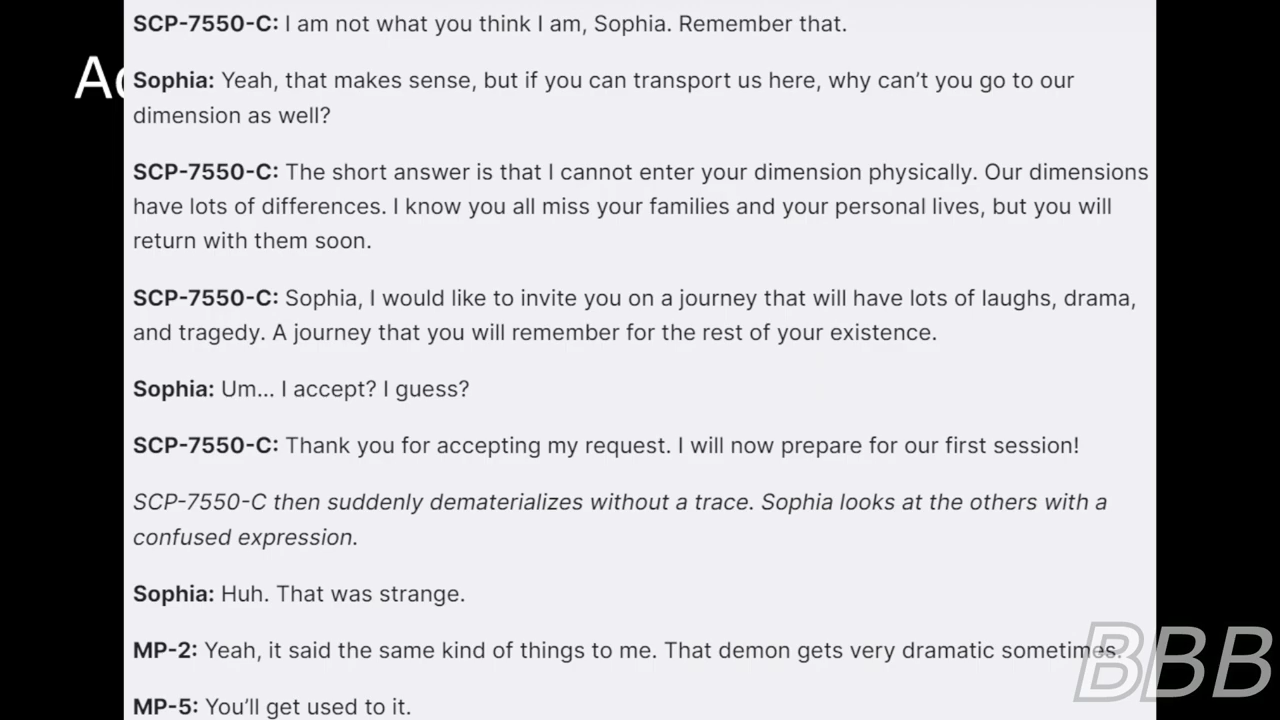 SCP-7550-C: I am not what you think I am, Sophia. Remember that.
Ac
Sophia: Yeah, that makes sense, but if you can transport us here, why can’t you go to our
dimension as well?
SCP-7550-C: The short answer is that I cannot enter your dimension physically. Our dimensions
have lots of differences. I know you all miss your families and your personal lives, but you will
return with them soon.
SCP-7550-C: Sophia, I would like to invite you on a journey that will have lots of laughs, drama,
and tragedy. A journey that you will remember for the rest of your existence.
Sophia: Um... I accept? I guess?
SCP-7550-C: Thank you for accepting my request. I will now prepare for our first session!
SCP-7550-C then suddenly dematerializes without a trace. Sophia looks at the others with a
confused expression.
Sophia: Huh. That was strange.
MP-2: Yeah, it said the same kind of things to me. That demon gets very dramatic sometimes.
MP-5: You’ll get used to it.
BBB